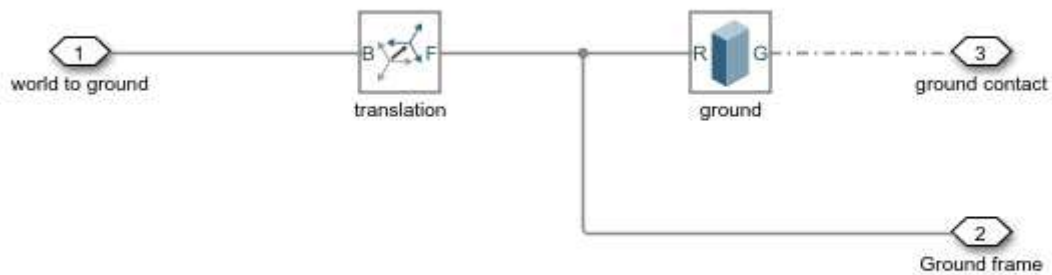 1
world to ground
B F
translation
R G
ground
3
ground contact
2
Ground frame